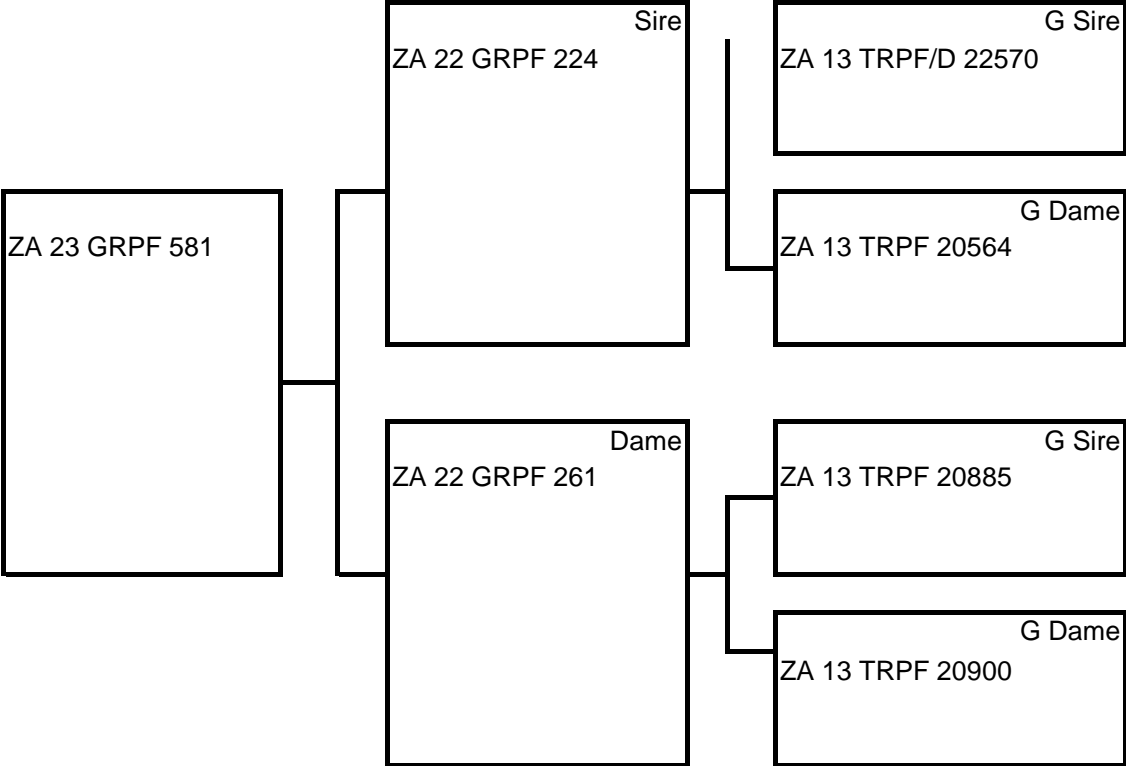 Sire
ZA 22 GRPF 224
G Sire
ZA 13 TRPF/D 22570
G Dame
ZA 13 TRPF 20564
ZA 23 GRPF 581
Dame
ZA 22 GRPF 261
G Sire
ZA 13 TRPF 20885
G Dame
ZA 13 TRPF 20900